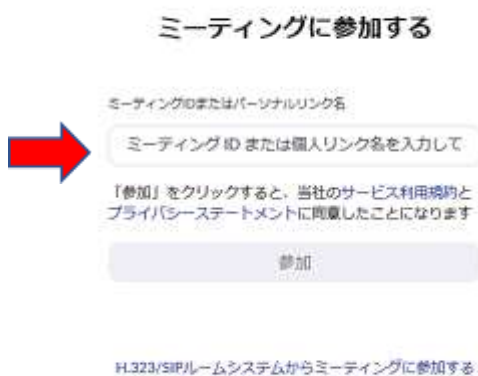 ミーティングに参加する
ミーティングIDまたはパーソナルリンク名
ミーティング ID または個人リンク名を入力して
「参加」をクリックすると、当社のサービス利用規約と
プライバシーステートメントに同意したことになります
参加
H.323/SIPルームシステムからミーティングに参加する